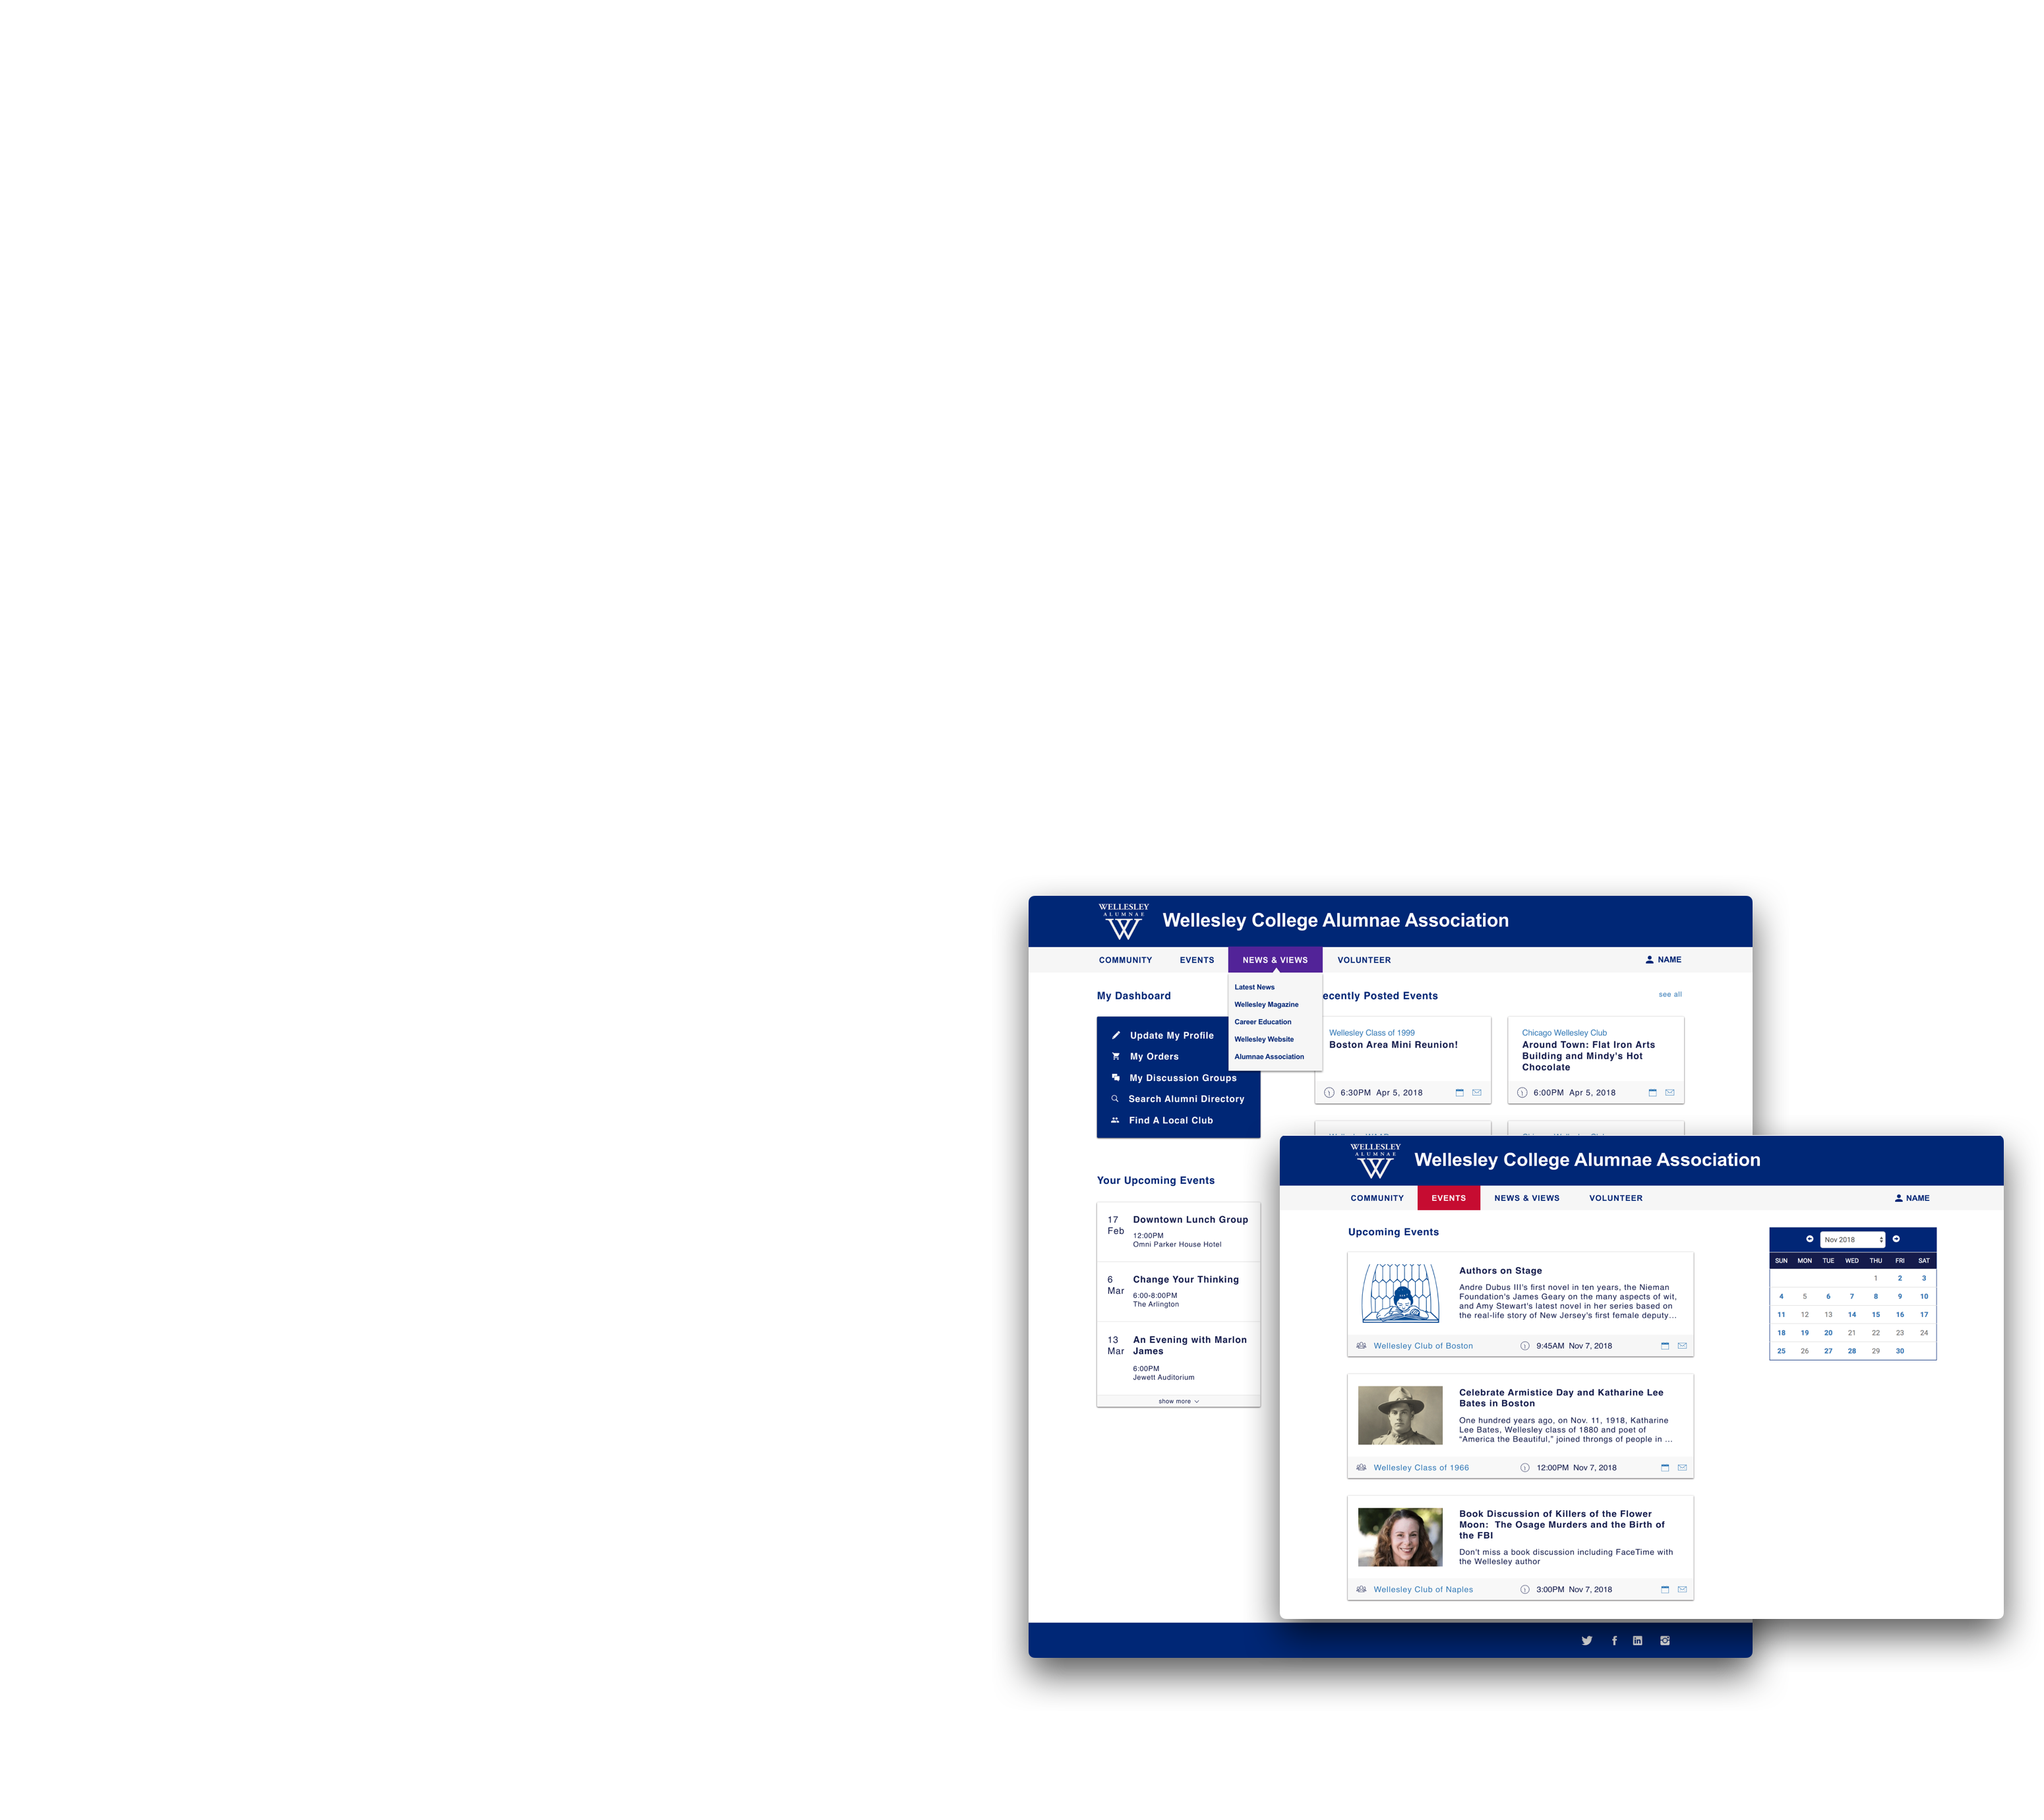 WELLESLEY
ALUMNAE
W
Wellesley College Alumnae Association
COMMUNITY
EVENTS
NEWS & VIEWS
VOLUNTEER
NAME
Latest News
Wellesley Magazine
Career Education
Wellesley Website
Alumnae Association
My Dashboard
Update My Profile
My Orders
My Discussion Groups
Search Alumni Directory
Find A Local Club
ecently Posted Events
see all
Wellesley Class of 1999
Boston Area Mini Reunion!
6:30PM Apr 5, 2018
Chicago Wellesley Club
Around Town: Flat Iron Arts
Building and Mindy's Hot
Chocolate
6:00PM Apr 5, 2018
Your Upcoming Events
17
Feb
Downtown Lunch Group
12:00PM
Omni Parker House Hotel
6
Mar
Change Your Thinking
6:00-8:00PM
The Arlington
13
Mar
An Evening with Marlon
James
6:00PM
Jewett Auditorium
show more
WELLESLEY
ALUMNAE
W
Wellesley College Alumnae Association
COMMUNITY
EVENTS
NEWS & VIEWS
VOLUNTEER
NAME
Upcoming Events
Authors on Stage
Andre Dubus III's first novel in ten years, the Nieman
Foundation's James Geary on the many aspects of wit,
and Amy Stewart's latest novel in her series based on
the real-life story of New Jersey's first female deputy...
Wellesley Club of Boston
9:45AM Nov 7, 2018
Celebrate Armistice Day and Katharine Lee
Bates in Boston
One hundred years ago, on Nov. 11, 1918, Katharine
Lee Bates, Wellesley class of 1880 and poet of
“America the Beautiful,” joined throngs of people in ...
Wellesley Class of 1966
12:00PM Nov 7, 2018
Book Discussion of Killers of the Flower
Moon: The Osage Murders and the Birth of
the FBI
Don't miss a book discussion including FaceTime with
the Wellesley author
Wellesley Club of Naples
3:00PM Nov 7, 2018
Nov 2018
SUN MON TUE WED THU FRI SAT
1 2 3
4 5 6 7 8 9 10
11 12 13 14 15 16 17
18 19 20 21 22 23 24
25 26 27 28 29 30